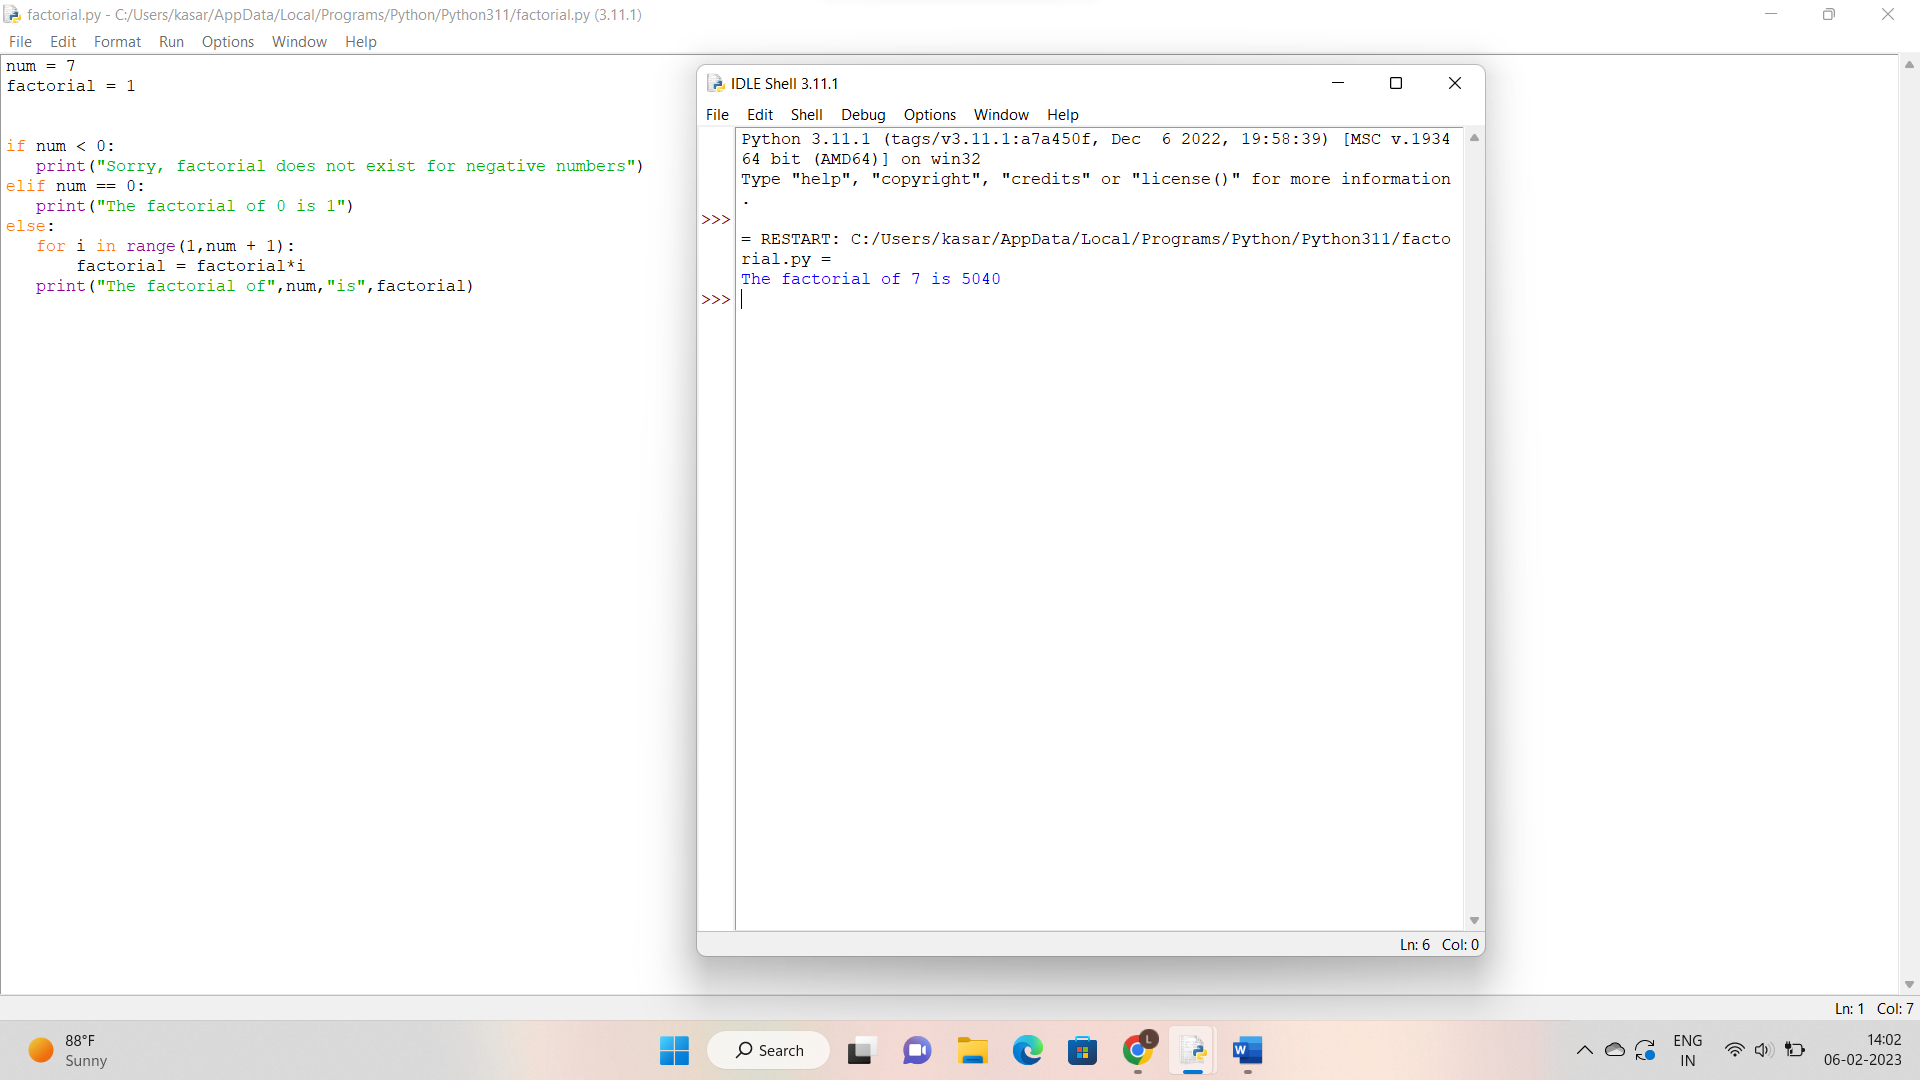 factorial.py - C:/Users/kasar/AppData/Local/Programs/Python/Python311/factorial.py (3.11.1)
File Edit Format Run Options Window Help
num = 7
factorial = 1
if num < 0:
   print("Sorry, factorial does not exist for negative numbers")
elif num == 0:
   print("The factorial of 0 is 1")
else:
   for i in range(1,num + 1):
       factorial = factorial*i
   print("The factorial of",num,"is",factorial)
Ln: 1 Col: 7
IDLE Shell 3.11.1
File Edit Shell Debug Options Window Help
Python 3.11.1 (tags/v3.11.1:a7a450f, Dec  6 2022, 19:58:39) [MSC v.1934
64 bit (AMD64)] on win32
Type "help", "copyright", "credits" or "license()" for more information
.
>>>
= RESTART: C:/Users/kasar/AppData/Local/Programs/Python/Python311/facto
rial.py =
The factorial of 7 is 5040
>>>
Ln: 6 Col: 0
88°F
Sunny
Search
L
W
ENG
IN
14:02
06-02-2023